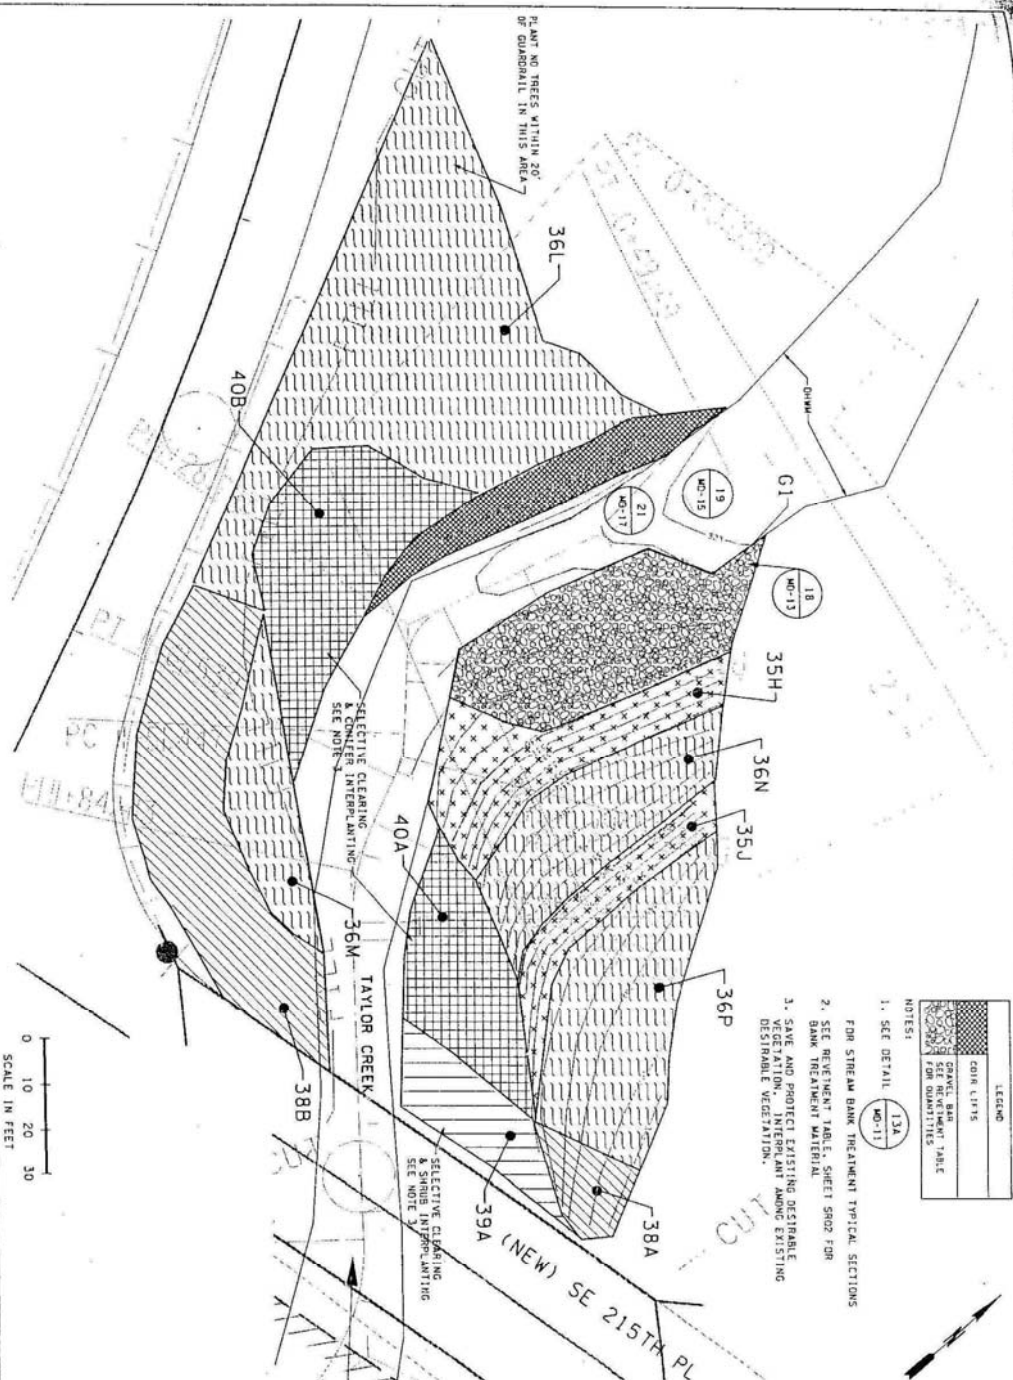 PLANT NO TREES WITHIN 20'
OF GUARDRAIL IN THIS AREA
36L
40B
OHWM
G1
19
MD-15
21
MD-17
18
MD-13
35H
36N
35J
36P
SELECTIVE CLEARING
& CONIFER INTERPLANTING
SEE NOTE 3
40A
36M
TAYLOR CREEK
38B
SELECTIVE CLEARING
& SHRUB INTERPLANTING
SEE NOTE 3
39A
38A
(NEW) SE 215TH PL
CUT
FILL
PI
PC
LEGEND
COIR LIFTS
GRAVEL BAR
SEE REVETMENT TABLE
FOR QUANTITIES
NOTES:
1. SEE DETAIL
13A
MD-11
FOR STREAM BANK TREATMENT TYPICAL SECTIONS
2. SEE REVETMENT TABLE, SHEET SR02 FOR
BANK TREATMENT MATERIAL
3. SAVE AND PROTECT EXISTING DESIRABLE
VEGETATION. INTERPLANT AMONG EXISTING
DESIRABLE VEGETATION.
0 10 20 30
SCALE IN FEET